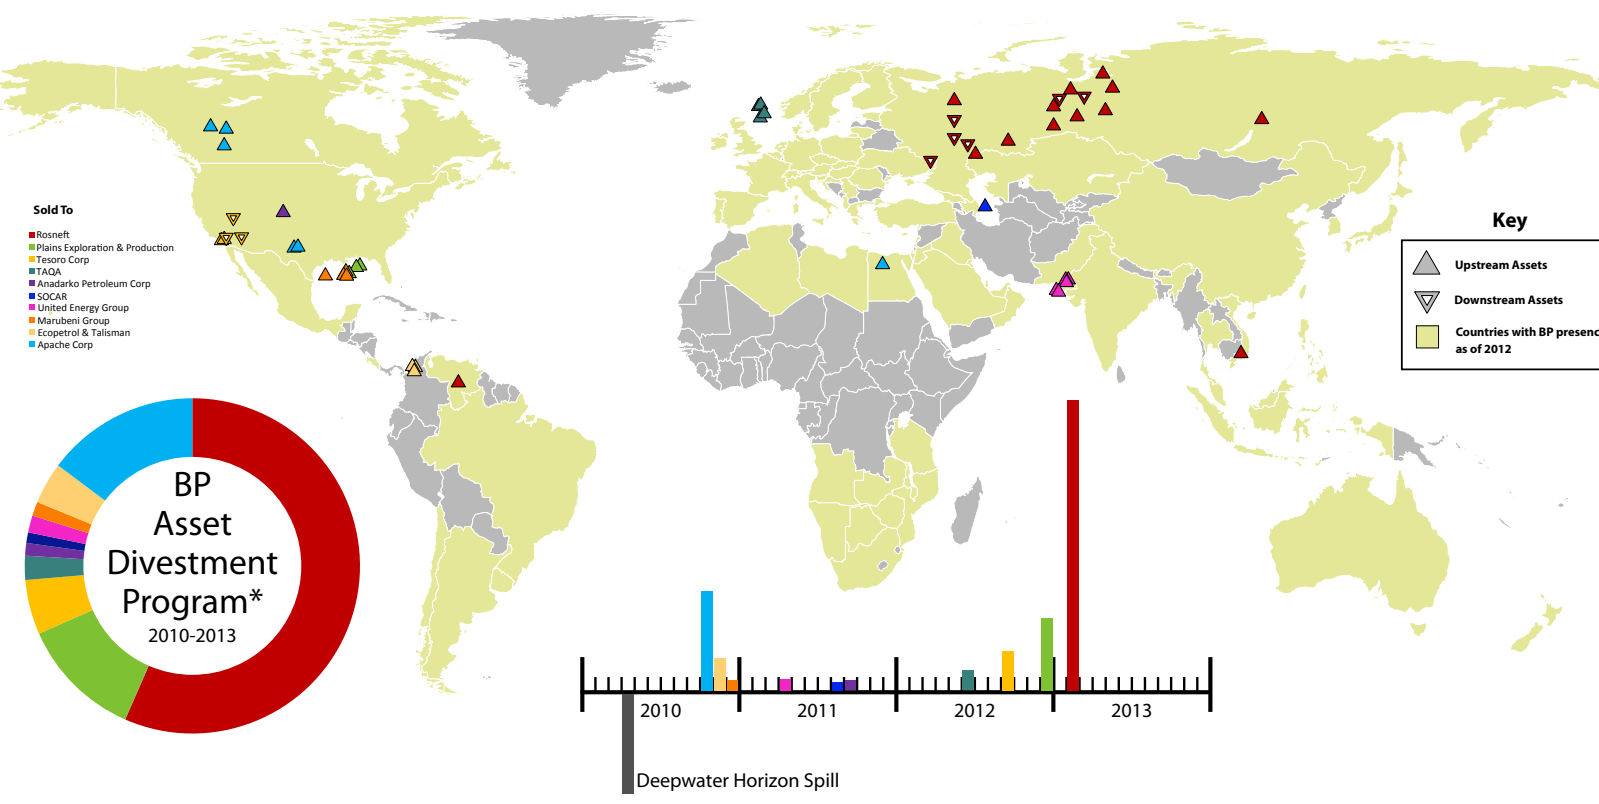 Sold To
Rosneft
Plains Exploration & Production
Tesoro Corp
TAQA
Anadarko Petroleum Corp
SOCAR
United Energy Group
Marubeni Group
Ecopetrol & Talisman
Apache Corp
Key
Upstream Assets
Downstream Assets
Countries with BP presenc
as of 2012
BP
Asset
Divestment
Program*
2010-2013
2010
2011
2012
2013
Deepwater Horizon Spill